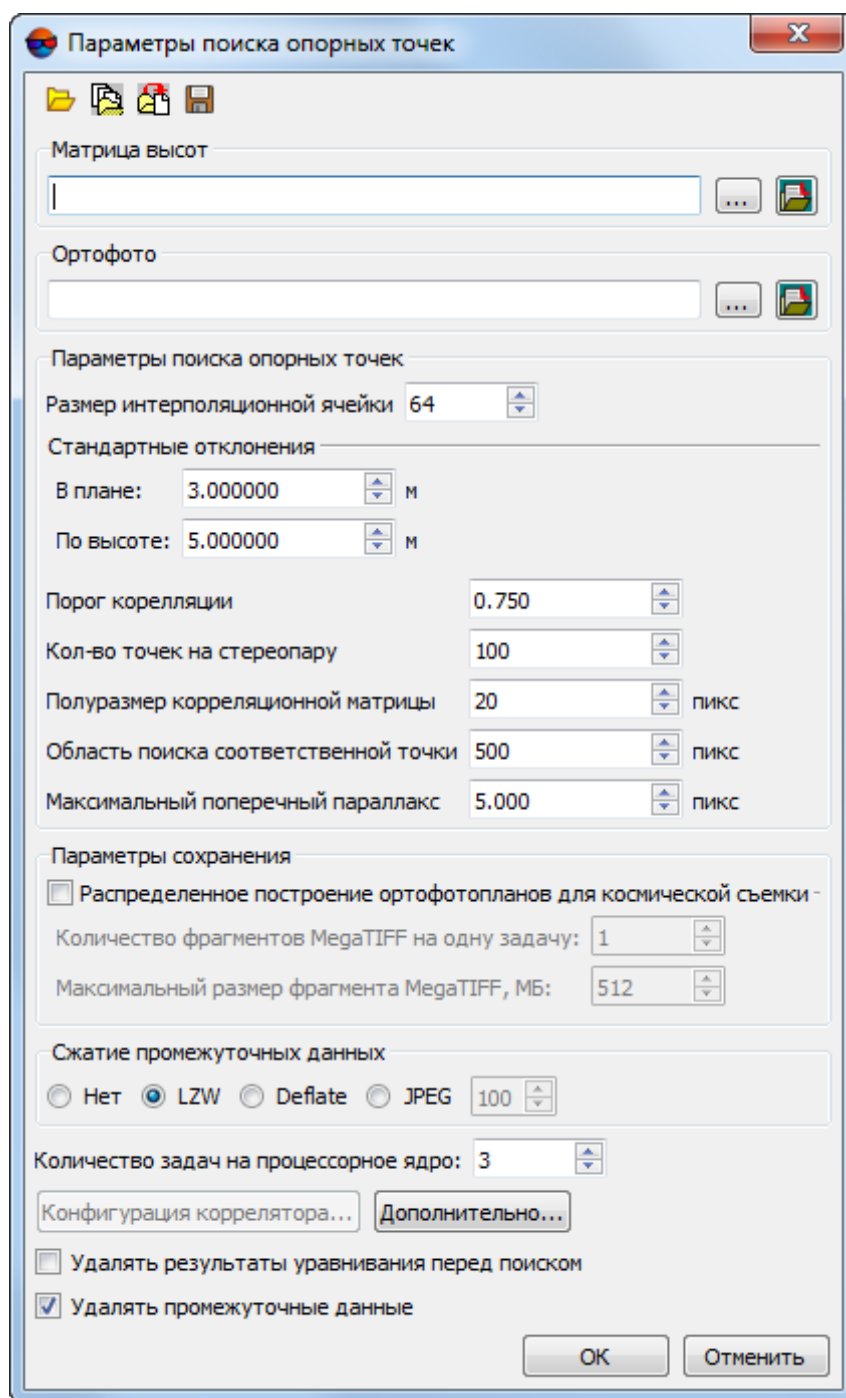 Параметры поиска опорных точек
Матрица высот
...
Ортофото
...
Параметры поиска опорных точек
Размер интерполяционной ячейки 64
Стандартные отклонения
В плане: 3.000000 м
По высоте: 5.000000 м
Порог корелляции 0.750
Кол-во точек на стереопару 100
Полуразмер корреляционной матрицы 20 пикс
Область поиска соответственной точки 500 пикс
Максимальный поперечный параллакс 5.000 пикс
Параметры сохранения
Распределенное построение ортофотопланов для космической съемки
Количество фрагментов MegaTIFF на одну задачу: 1
Максимальный размер фрагмента MegaTIFF, МБ: 512
Сжатие промежуточных данных
Нет LZW Deflate JPEG 100
Количество задач на процессорное ядро: 3
Конфигурация коррелятора... Дополнительно...
Удалять результаты уравнивания перед поиском
Удалять промежуточные данные
OK Отменить